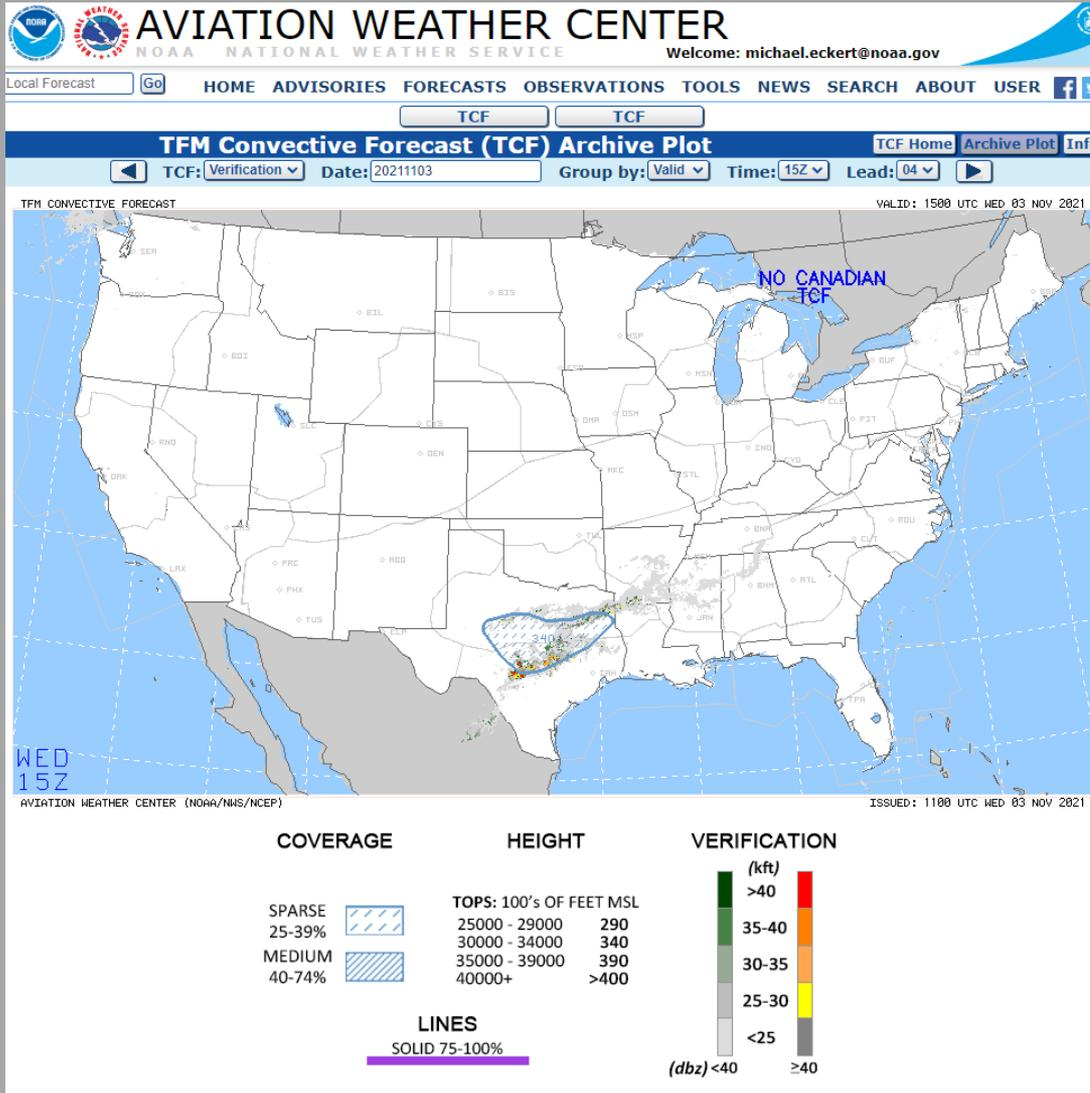 NOAA
NATIONAL WEATHER SERVICE
AVIATION WEATHER CENTER
NOAA NATIONAL WEATHER SERVICE
Welcome: michael.eckert@noaa.gov
Local Forecast Go HOME ADVISORIES FORECASTS OBSERVATIONS TOOLS NEWS SEARCH ABOUT USER
TCF TCF
TFM Convective Forecast (TCF) Archive Plot TCF Home Archive Plot Inf
TCF: Verification Date: 20211103 Group by: Valid Time: 15Z Lead: 04
TFM CONVECTIVE FORECAST VALID: 1500 UTC WED 03 NOV 2021
SEA
BIS
NO CANADIAN
TCF
BIL
MSP
BOI
BUF
MSN
OMA DSM
CLE
PIT
SLC
RNO
DEN
IND
CVG
OAK
MKC
STL
RDU
BNA
CLT
TUL
LAX
PRC
ABQ
PHX
BHM
ATL
TUS
JAN
ELP
340
IAH
TPA
WED
15Z
AVIATION WEATHER CENTER (NOAA/NWS/NCEP) ISSUED: 1100 UTC WED 03 NOV 2021
COVERAGE HEIGHT VERIFICATION
(kft)
>40
TOPS: 100's OF FEET MSL
SPARSE
25-39%
25000 - 29000 290
30000 - 34000 340
35000 - 39000 390
40000+ >400
MEDIUM
40-74%
35-40
30-35
25-30
<25
LINES
SOLID 75-100%
(dbz) <40 ≥40